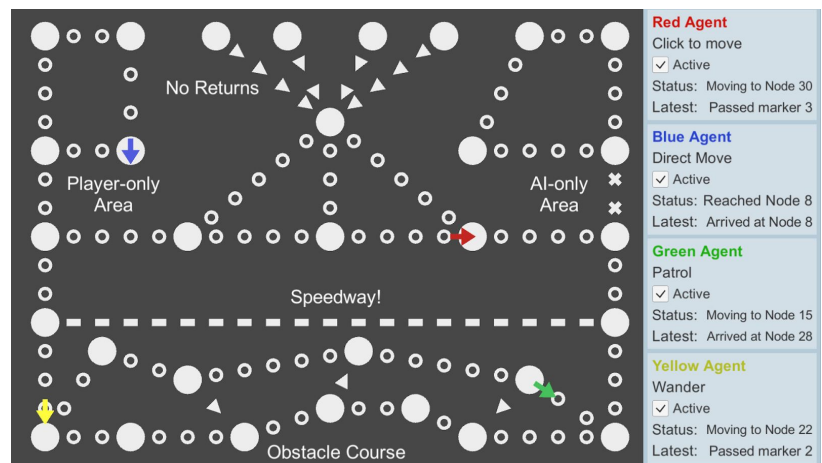 No Returns
Player-only
Area
AI-only
Area
Speedway!
Obstacle Course
Red Agent
Click to move
Active
Status: Moving to Node 30
Latest: Passed marker 3
Blue Agent
Direct Move
Active
Status: Reached Node 8
Latest: Arrived at Node 8
Green Agent
Patrol
Active
Status: Moving to Node 15
Latest: Arrived at Node 28
Yellow Agent
Wander
Active
Status: Moving to Node 22
Latest: Passed marker 2